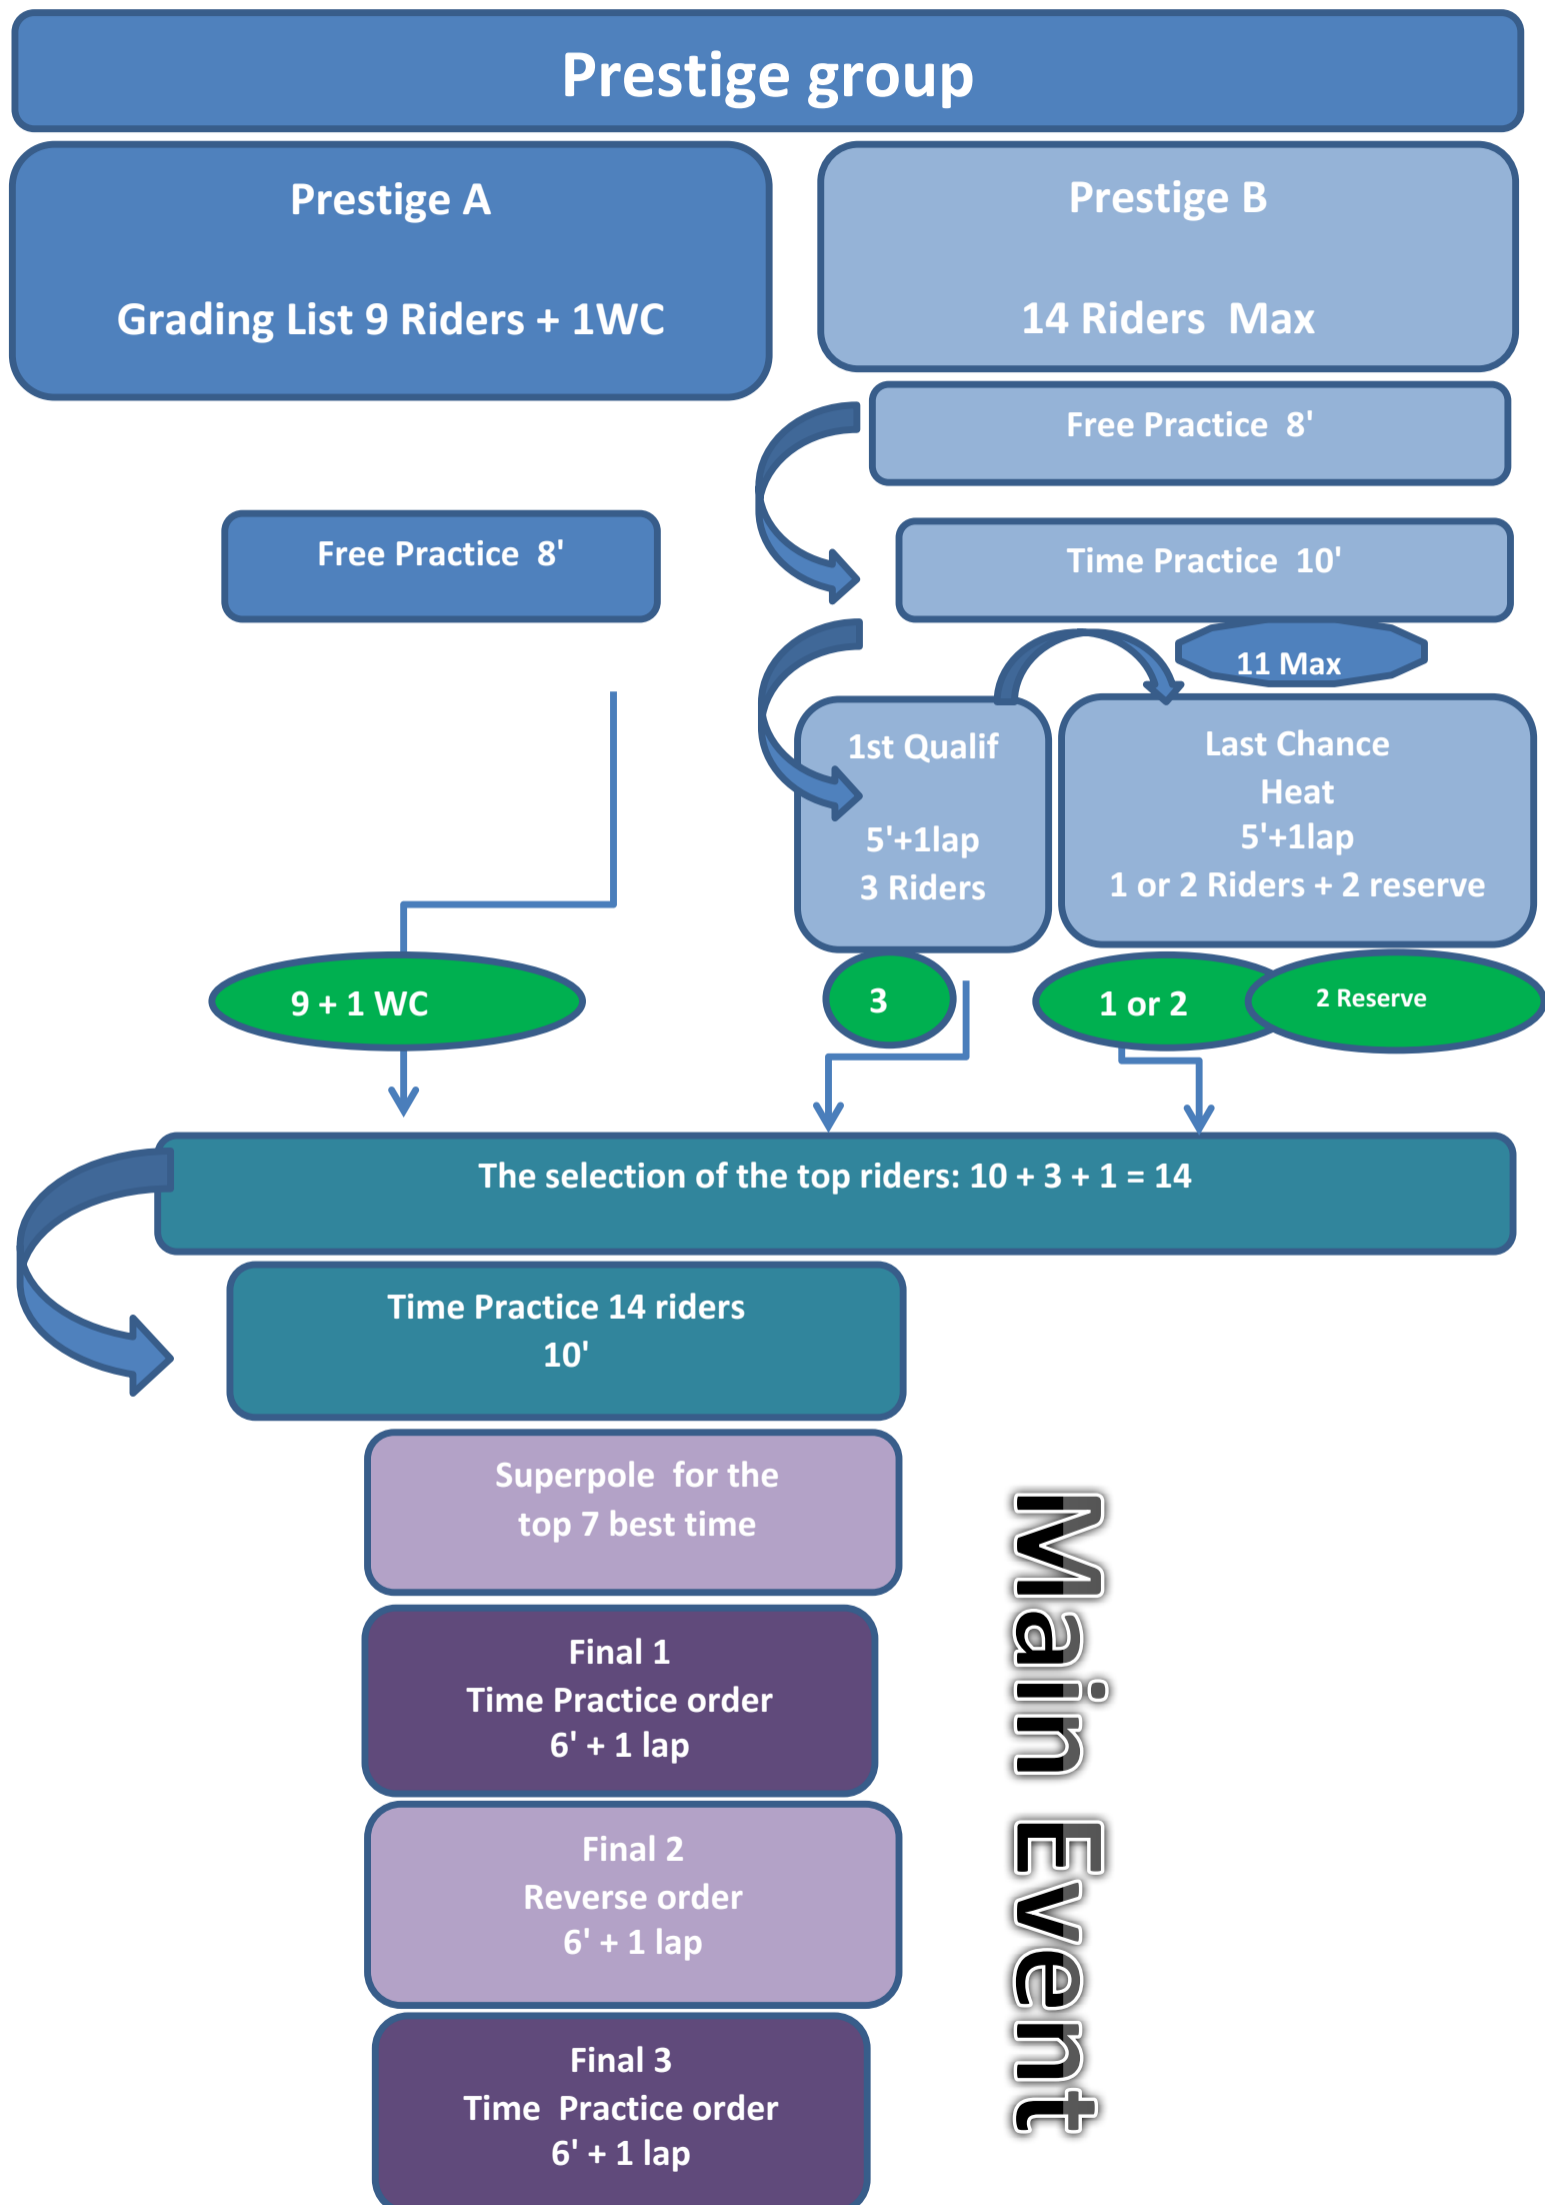 Prestige group
Prestige A
Grading List 9 Riders + 1WC
Prestige B
14 Riders  Max
Free Practice  8'
Free Practice  8'
Time Practice  10'
11 Max
1st Qualif
5'+1lap
3 Riders
Last Chance
Heat
5'+1lap
1 or 2 Riders + 2 reserve
9 + 1 WC
3
1 or 2
2 Reserve
The selection of the top riders: 10 + 3 + 1 = 14
Time Practice 14 riders
10'
Superpole  for the
top 7 best time
Final 1
Time Practice order
6' + 1 lap
Final 2
Reverse order
6' + 1 lap
Final 3
Time  Practice order
6' + 1 lap
Main Event